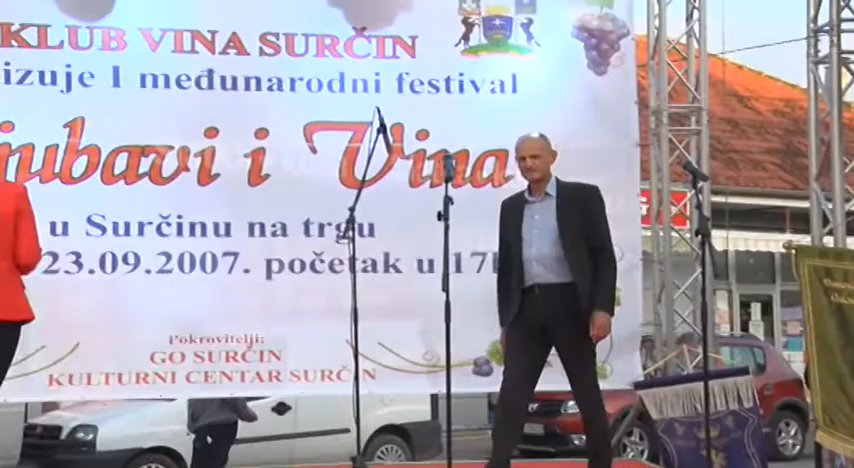 KLUB VINA SURČIN
izuje I međunarodni festival
ljubavi i Vina
u Surčinu na trgu
23.09.2007, početak u 17h
pokrovitelji:
GO SURČIN
KULTURNI CENTAR SURČIN